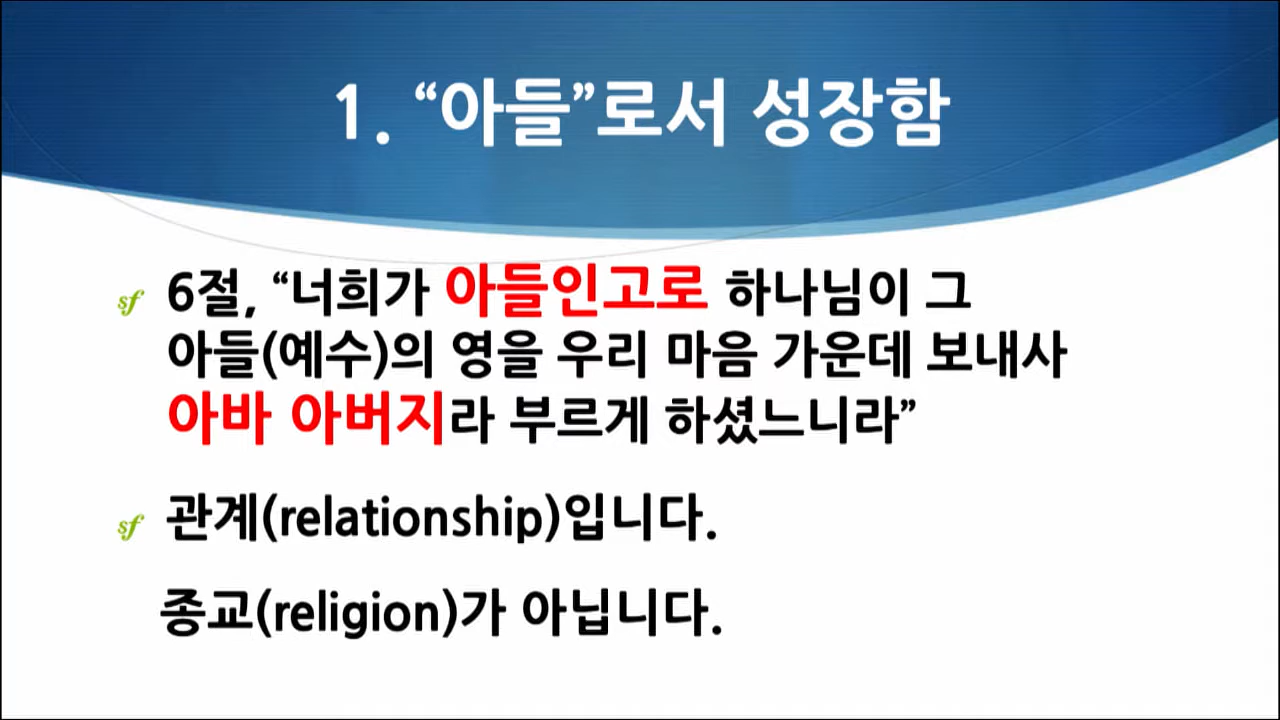 1. “아들”로서 성장함
6절, “너희가 아들인고로 하나님이 그
아들(예수)의 영을 우리 마음 가운데 보내사
아바 아버지라 부르게 하셨느니라”
관계(relationship)입니다.
종교(religion)가 아닙니다.